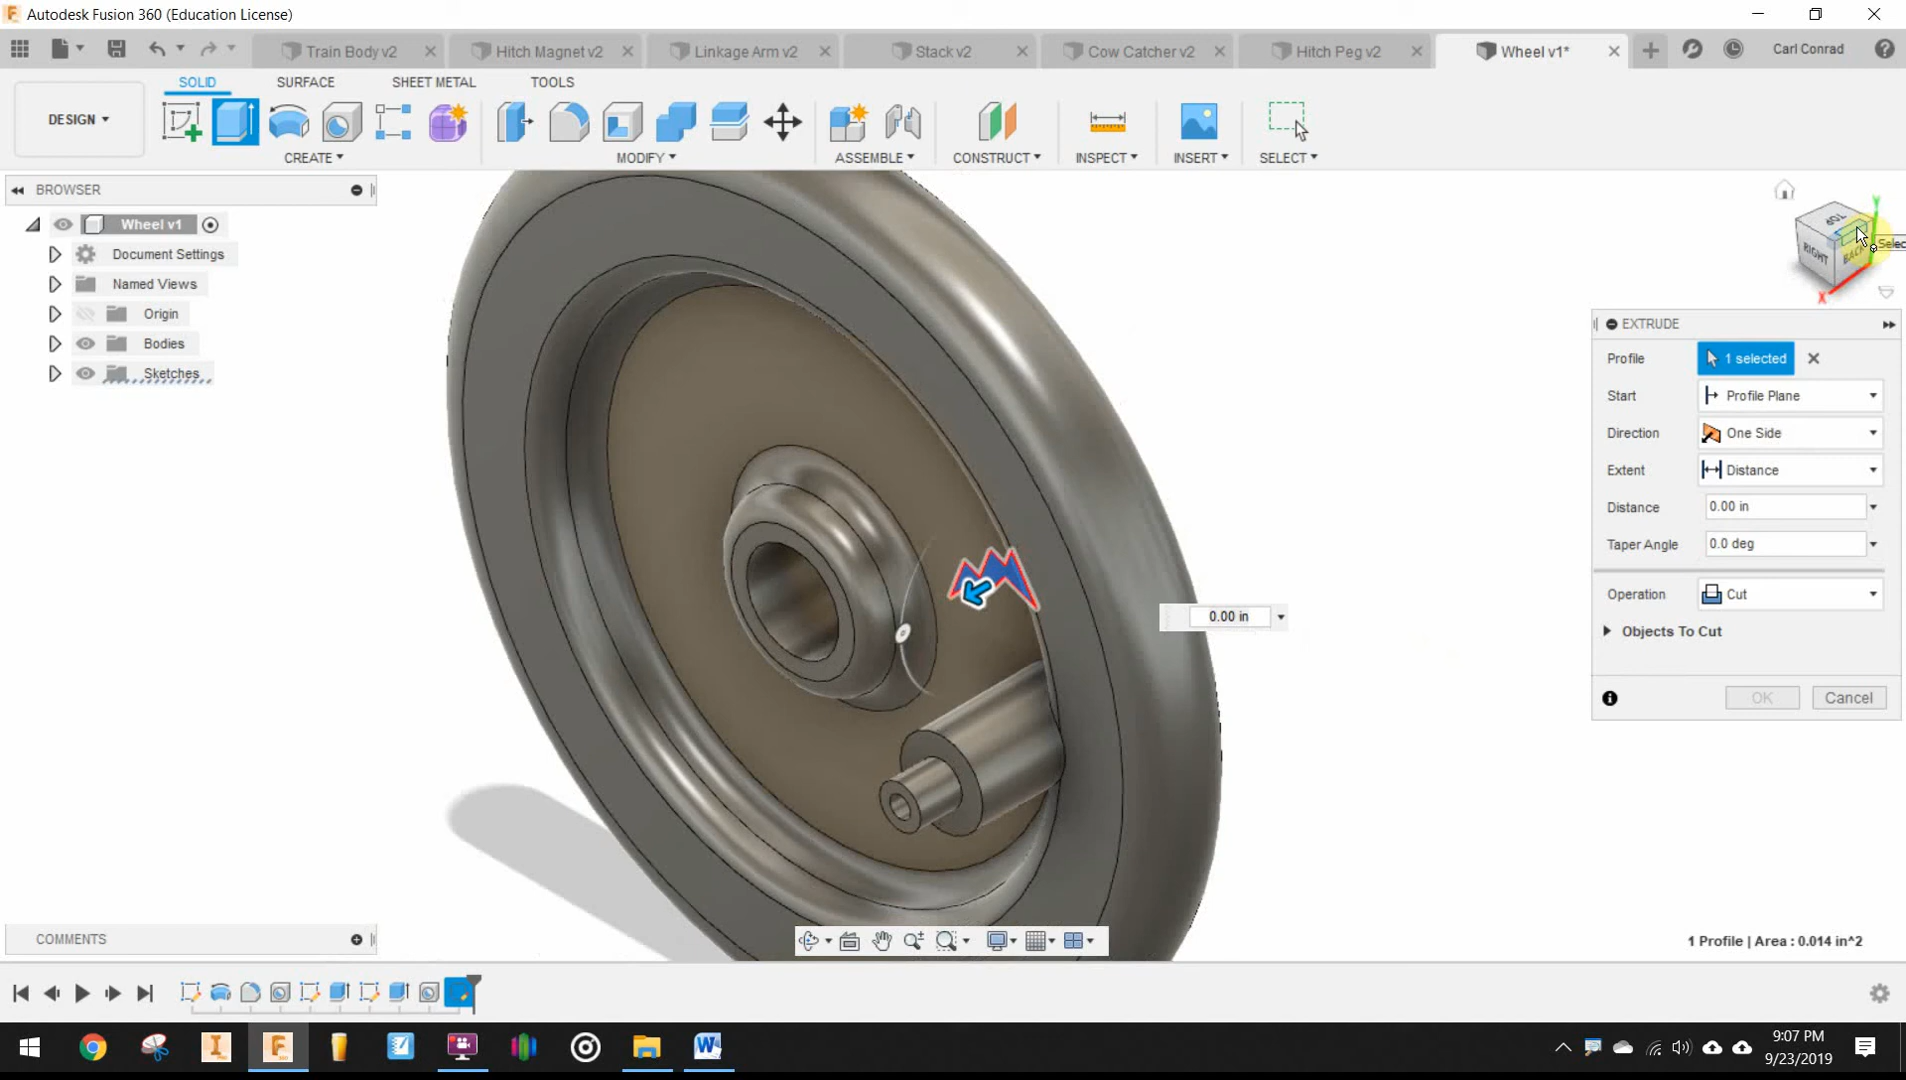 Autodesk Fusion 360 (Education License)
Train Body v2
Hitch Magnet v2
Linkage Arm v2
Stack v2
Cow Catcher v2
Hitch Peg v2
Wheel v1*
Carl Conrad
SOLID
SURFACE
SHEET METAL
TOOLS
DESIGN
CREATE
MODIFY
ASSEMBLE
CONSTRUCT
INSPECT
INSERT
SELECT
BROWSER
Wheel v1
Document Settings
Named Views
Origin
Bodies
Sketches
TOP
RIGHT
BACK
Y
X
Selec
EXTRUDE
Profile
1 selected
Start
Profile Plane
Direction
One Side
Extent
Distance
Distance
0.00 in
Taper Angle
0.0 deg
Operation
Cut
Objects To Cut
OK
Cancel
0.00 in
COMMENTS
1 Profile | Area : 0.014 in^2
9:07 PM
9/23/2019